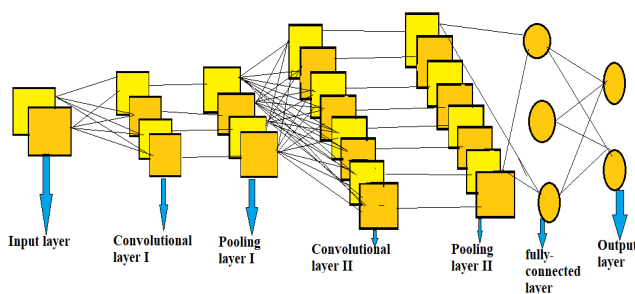 Input layer
Convolutional
layer I
Pooling
layer I
Convolutional
layer II
Pooling
layer II
fully-
connected
layer
Output
layer